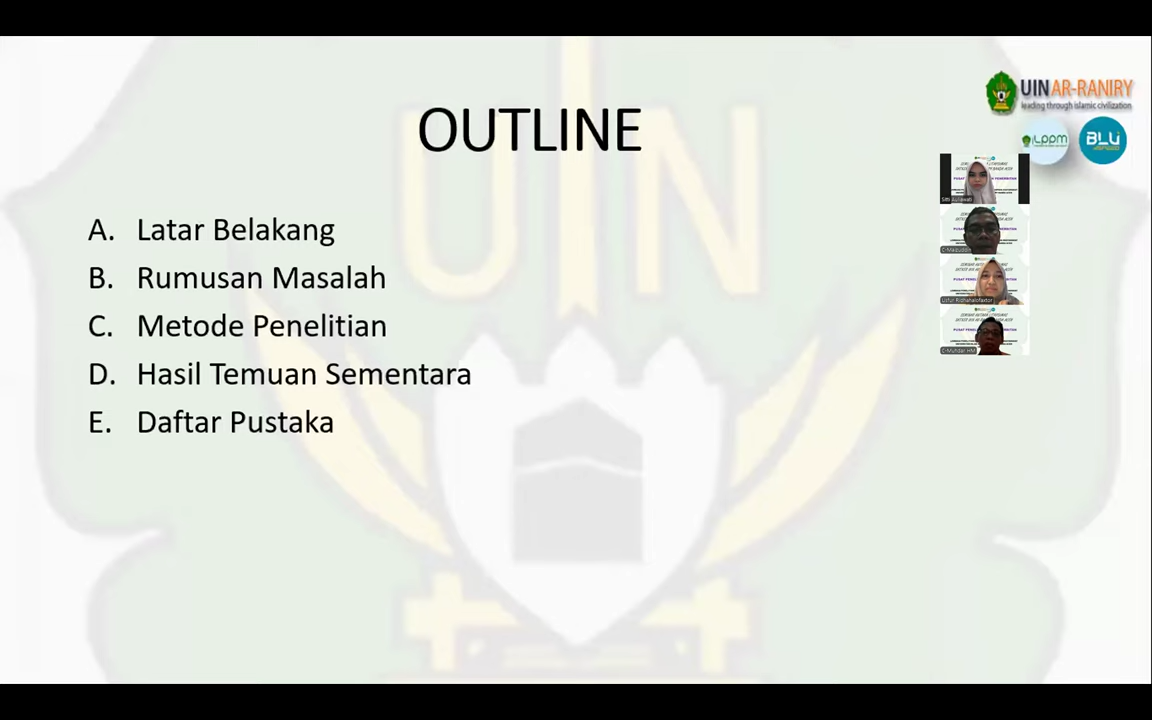 OUTLINE
UIN AR-RANIRY
leading through islamic civilization
LPPM
BLU
A. Latar Belakang
B. Rumusan Masalah
C. Metode Penelitian
D. Hasil Temuan Sementara
E. Daftar Pustaka
UIN